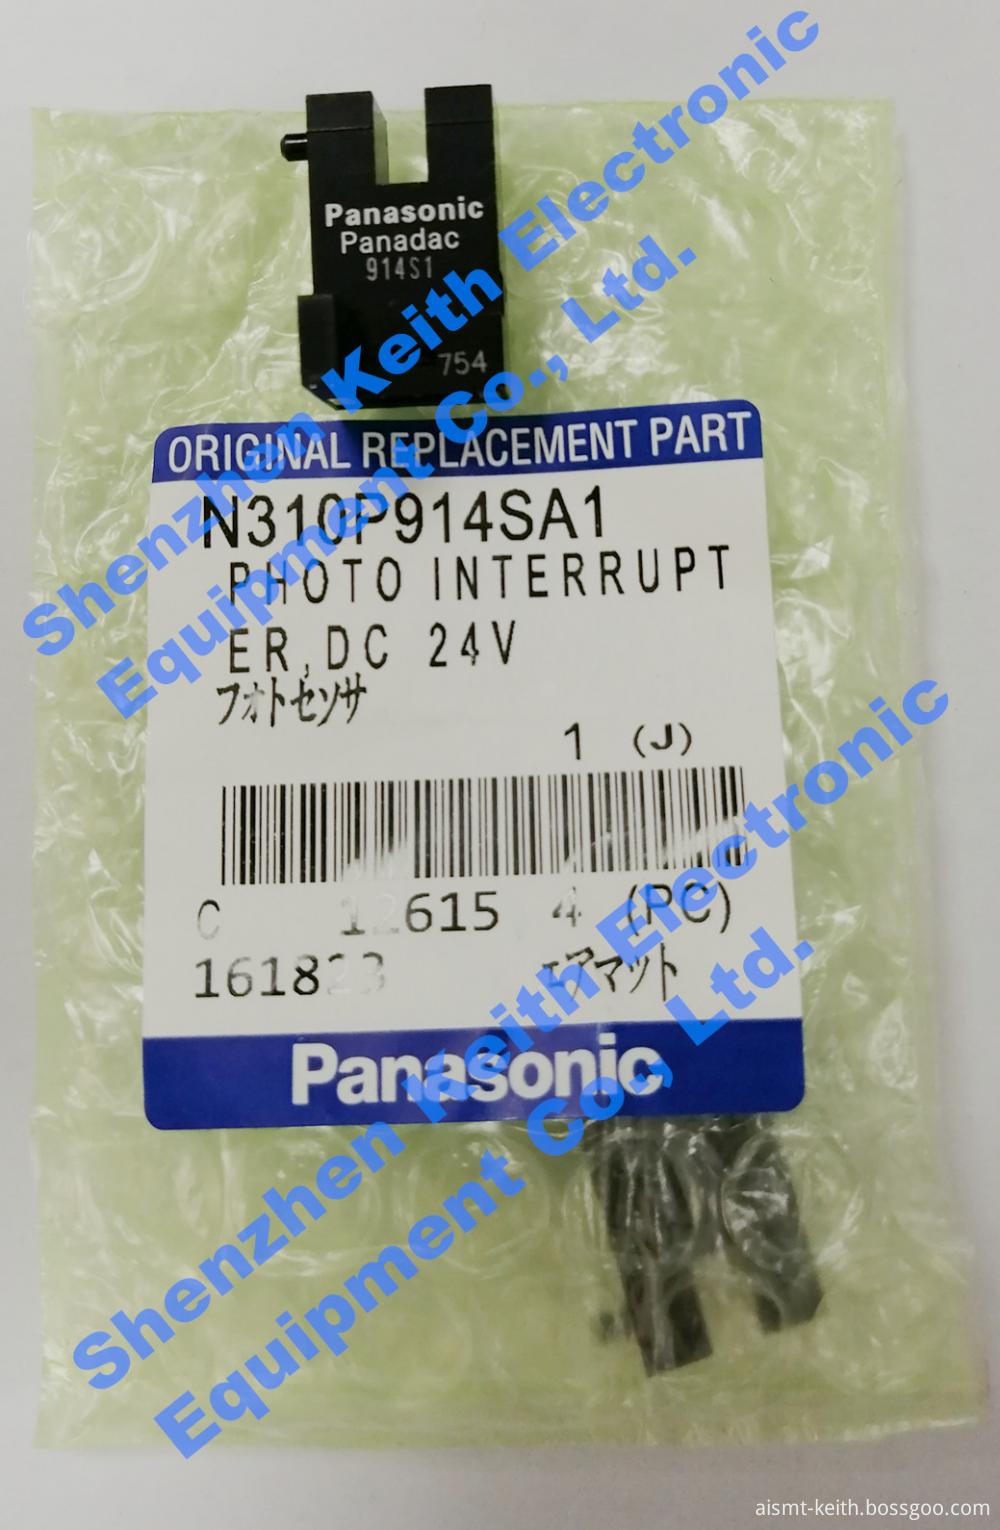 Panasonic
Panadac
914S1
754
ORIGINAL REPLACEMENT PART
N310P914SA1
PHOTO INTERRUPT
ER,DC 24V
フォトセンサ
1 (J)
C 12615 4 (PC)
エアマット
Panasonic
Shenzhen Keith Electronic
Equipment Co., Ltd.
Shenzhen Keith Electronic
Equipment Co., Ltd.
aismt-keith.bossgoo.com